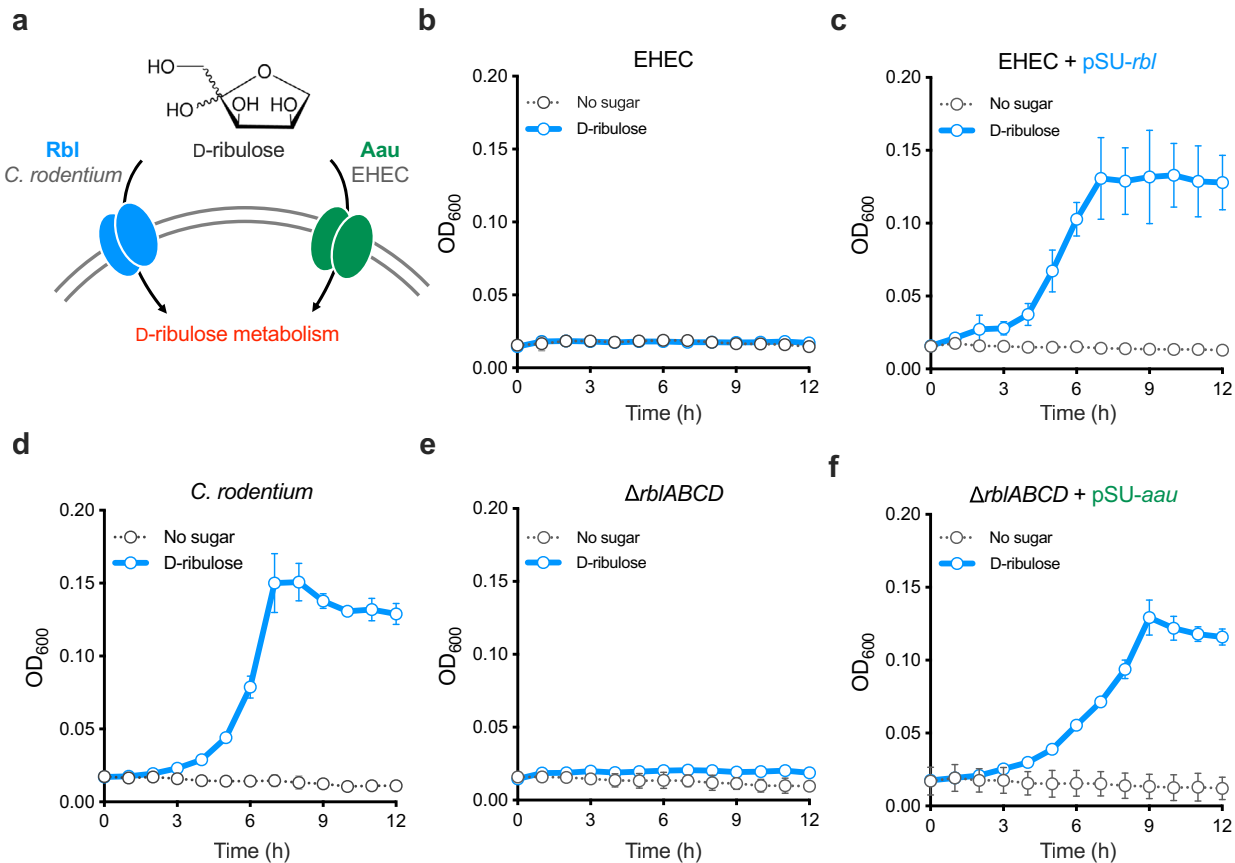 a
HO
O
HO
OH
HO
Rbl
D-ribulose
Aau
C. rodentium
EHEC
D-ribulose metabolism
b
EHEC
No sugar
D-ribulose
OD600
0.20
0.15
0.10
0.05
0.00
0 3 6 9 12
Time (h)
c
EHEC + pSU-rbl
No sugar
D-ribulose
OD600
0.20
0.15
0.10
0.05
0.00
0 3 6 9 12
Time (h)
d
C. rodentium
No sugar
D-ribulose
OD600
0.20
0.15
0.10
0.05
0.00
0 3 6 9 12
Time (h)
e
ΔrblABCD
No sugar
D-ribulose
OD600
0.20
0.15
0.10
0.05
0.00
0 3 6 9 12
Time (h)
f
ΔrblABCD + pSU-aau
No sugar
D-ribulose
OD600
0.20
0.15
0.10
0.05
0.00
0 3 6 9 12
Time (h)